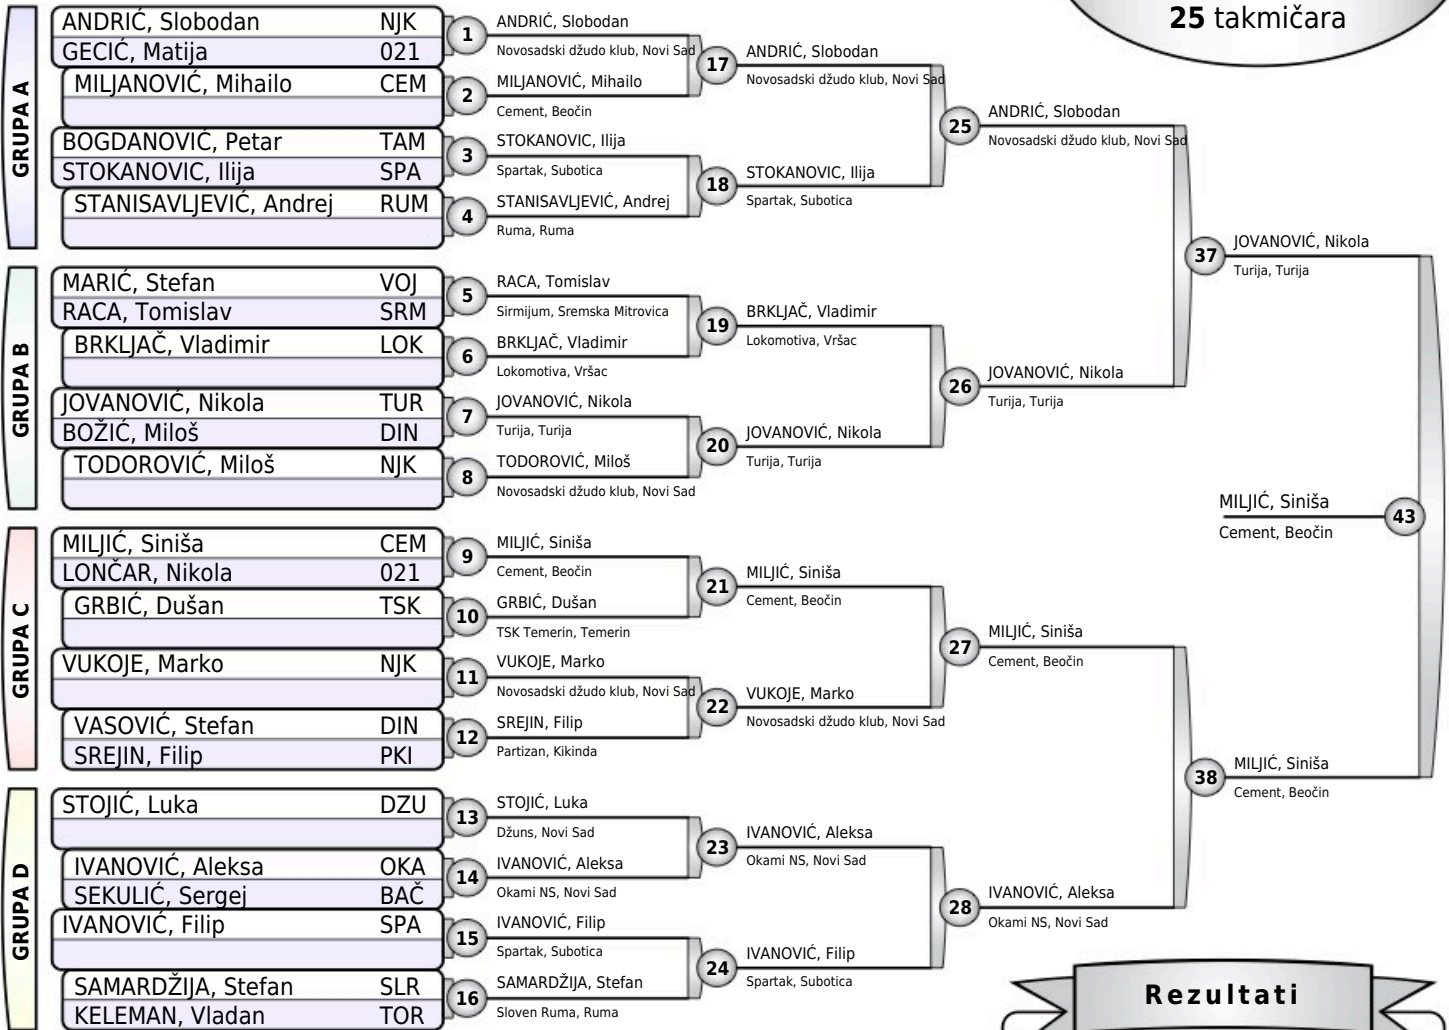 25 takmičara
GRUPA A
ANDRIĆ, Slobodan NJK
GECIĆ, Matija 021
MILJANOVIĆ, Mihailo CEM
BOGDANOVIĆ, Petar TAM
STOKANOVIC, Ilija SPA
STANISAVLJEVIĆ, Andrej RUM
GRUPA B
MARIĆ, Stefan VOJ
RACA, Tomislav SRM
BRKLJAČ, Vladimir LOK
JOVANOVIĆ, Nikola TUR
BOŽIĆ, Miloš DIN
TODOROVIĆ, Miloš NJK
GRUPA C
MILJIĆ, Siniša CEM
LONČAR, Nikola 021
GRBIĆ, Dušan TSK
VUKOJE, Marko NJK
VASOVIĆ, Stefan DIN
SREJIN, Filip PKI
GRUPA D
STOJIĆ, Luka DZU
IVANOVIĆ, Aleksa OKA
SEKULIĆ, Sergej BAČ
IVANOVIĆ, Filip SPA
SAMARDŽIJA, Stefan SLR
KELEMAN, Vladan TOR
1
ANDRIĆ, Slobodan
Novosadski džudo klub, Novi Sad
2
MILJANOVIĆ, Mihailo
Cement, Beočin
3
STOKANOVIC, Ilija
Spartak, Subotica
4
STANISAVLJEVIĆ, Andrej
Ruma, Ruma
5
RACA, Tomislav
Sirmijum, Sremska Mitrovica
6
BRKLJAČ, Vladimir
Lokomotiva, Vršac
7
JOVANOVIĆ, Nikola
Turija, Turija
8
TODOROVIĆ, Miloš
Novosadski džudo klub, Novi Sad
9
MILJIĆ, Siniša
Cement, Beočin
10
GRBIĆ, Dušan
TSK Temerin, Temerin
11
VUKOJE, Marko
Novosadski džudo klub, Novi Sad
12
SREJIN, Filip
Partizan, Kikinda
13
STOJIĆ, Luka
Džuns, Novi Sad
14
IVANOVIĆ, Aleksa
Okami NS, Novi Sad
15
IVANOVIĆ, Filip
Spartak, Subotica
16
SAMARDŽIJA, Stefan
Sloven Ruma, Ruma
17
ANDRIĆ, Slobodan
Novosadski džudo klub, Novi Sad
18
STOKANOVIC, Ilija
Spartak, Subotica
19
BRKLJAČ, Vladimir
Lokomotiva, Vršac
20
JOVANOVIĆ, Nikola
Turija, Turija
21
MILJIĆ, Siniša
Cement, Beočin
22
VUKOJE, Marko
Novosadski džudo klub, Novi Sad
23
IVANOVIĆ, Aleksa
Okami NS, Novi Sad
24
IVANOVIĆ, Filip
Spartak, Subotica
25
ANDRIĆ, Slobodan
Novosadski džudo klub, Novi Sad
26
JOVANOVIĆ, Nikola
Turija, Turija
27
MILJIĆ, Siniša
Cement, Beočin
28
IVANOVIĆ, Aleksa
Okami NS, Novi Sad
37
JOVANOVIĆ, Nikola
Turija, Turija
38
MILJIĆ, Siniša
Cement, Beočin
MILJIĆ, Siniša
Cement, Beočin
43
Rezultati